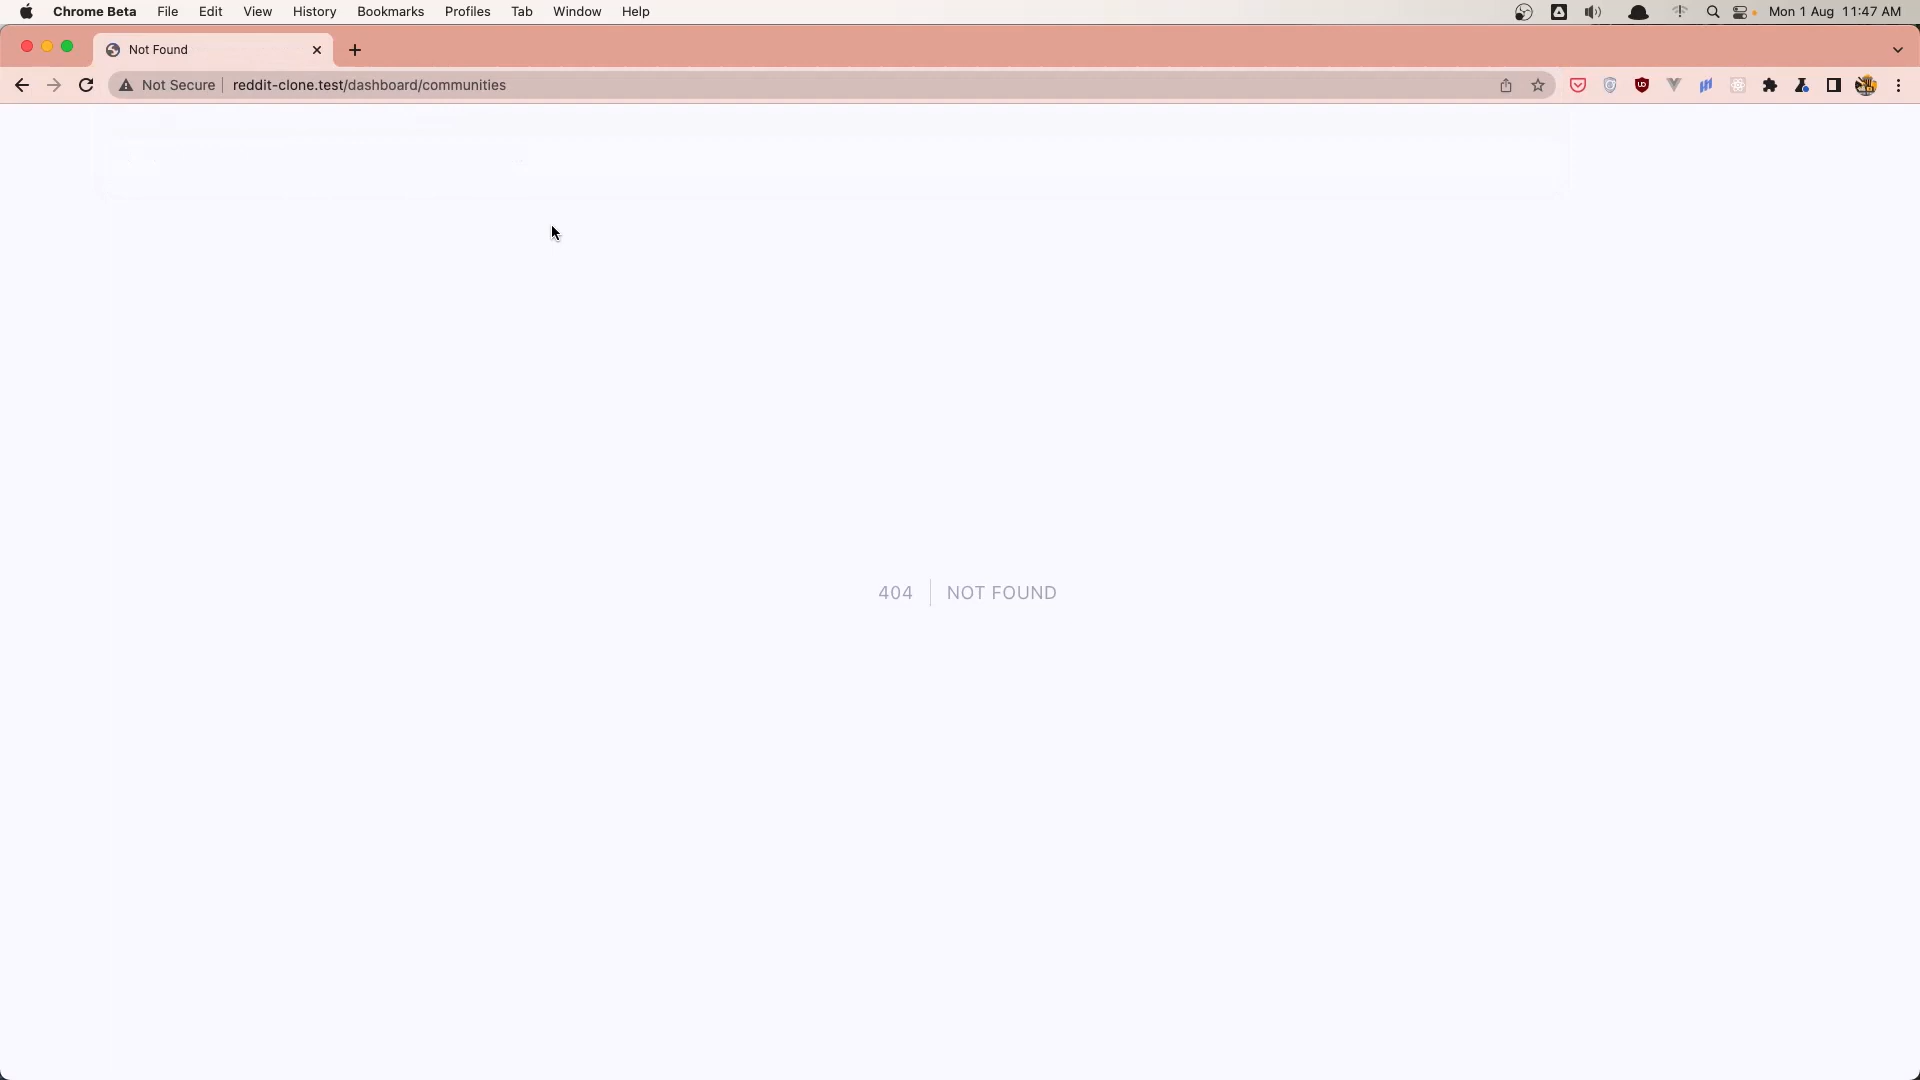 Chrome Beta File Edit View History Bookmarks Profiles Tab Window Help Mon 1 Aug 11:47 AM
Not Found
Not Secure reddit-clone.test/dashboard/communities
404 NOT FOUND